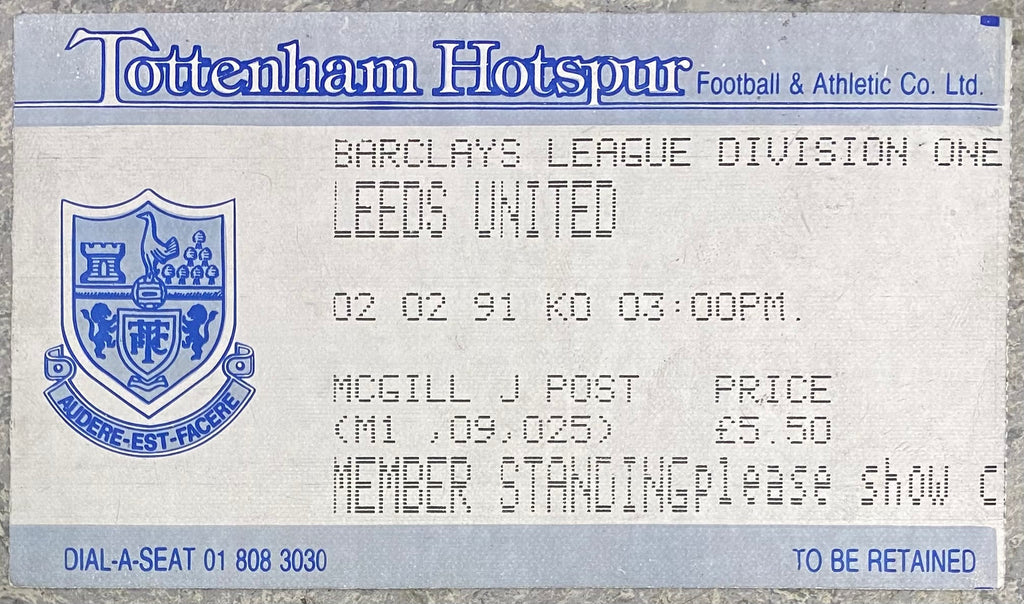 Tottenham Hotspur Football & Athletic Co. Ltd.
BARCLAYS LEAGUE DIVISION ONE
LEEDS UNITED
02 02 91 KO 03:00PM.
MCGILL J POST PRICE
(M1 ,09,025) £5.50
MEMBER STANDINGplease show C
THFC
AUDERE-EST-FACERE
DIAL-A-SEAT 01 808 3030
TO BE RETAINED